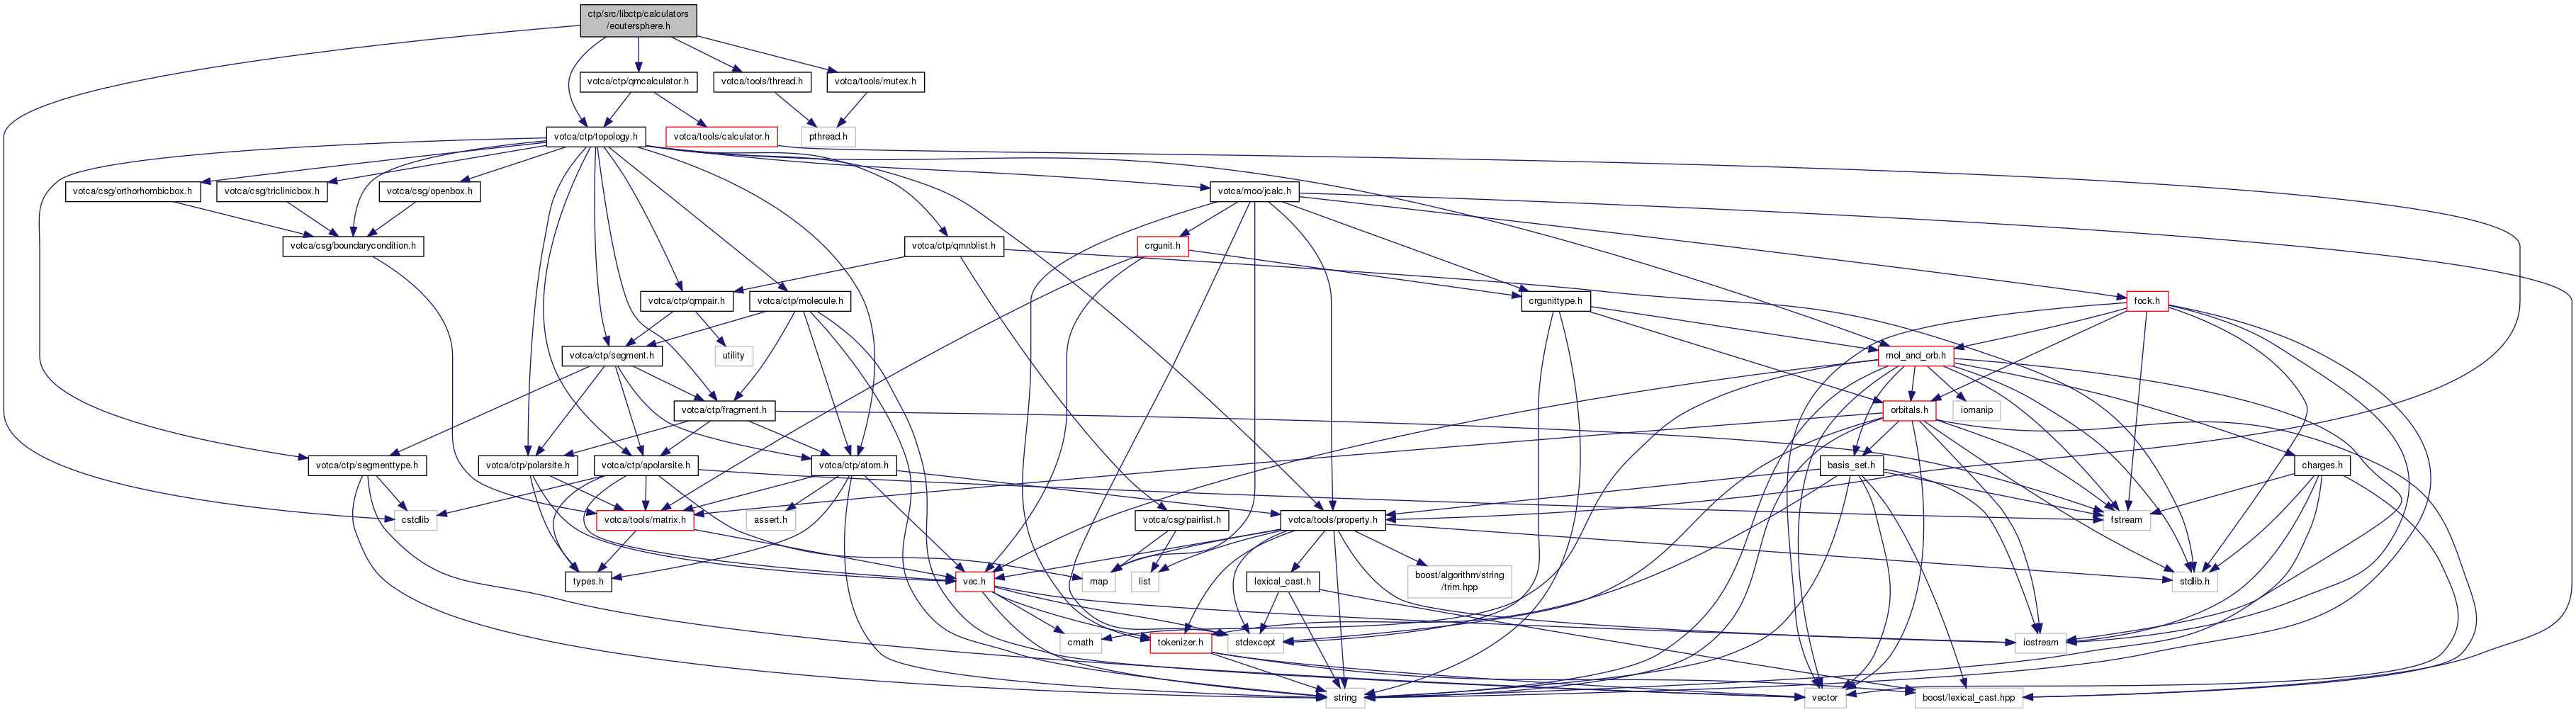 ctp/src/libctp/calculators
/eoutersphere.h
votca/ctp/qmcalculator.h
votca/tools/thread.h
votca/tools/mutex.h
votca/ctp/topology.h
votca/tools/calculator.h
pthread.h
votca/csg/orthorhombicbox.h
votca/csg/triclinicbox.h
votca/csg/openbox.h
votca/moo/jcalc.h
votca/csg/boundarycondition.h
votca/ctp/qmnblist.h
crgunit.h
votca/ctp/qmpair.h
votca/ctp/molecule.h
crgunittype.h
fock.h
votca/ctp/segment.h
utility
mol_and_orb.h
votca/ctp/fragment.h
orbitals.h
iomanip
votca/ctp/segmenttype.h
votca/ctp/polarsite.h
votca/ctp/apolarsite.h
votca/ctp/atom.h
basis_set.h
charges.h
cstdlib
votca/tools/matrix.h
assert.h
votca/csg/pairlist.h
votca/tools/property.h
fstream
types.h
vec.h
map
list
lexical_cast.h
boost/algorithm/string
/trim.hpp
stdlib.h
cmath
tokenizer.h
stdexcept
iostream
string
vector
boost/lexical_cast.hpp